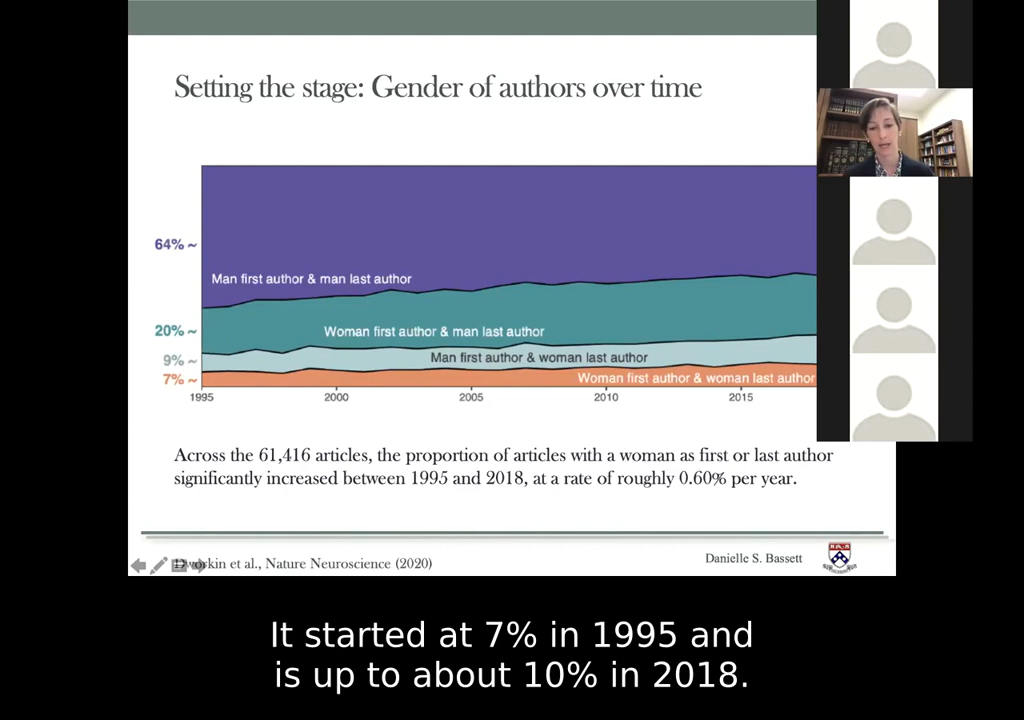 Setting the stage: Gender of authors over time
64% ~
Man first author & man last author
20% ~
Woman first author & man last author
9% ~
Man first author & woman last author
7% ~
Woman first author & woman last author
1995 2000 2005 2010 2015
Across the 61,416 articles, the proportion of articles with a woman as first or last author
significantly increased between 1995 and 2018, at a rate of roughly 0.60% per year.
Dworkin et al., Nature Neuroscience (2020)
Danielle S. Bassett
It started at 7% in 1995 and
is up to about 10% in 2018.